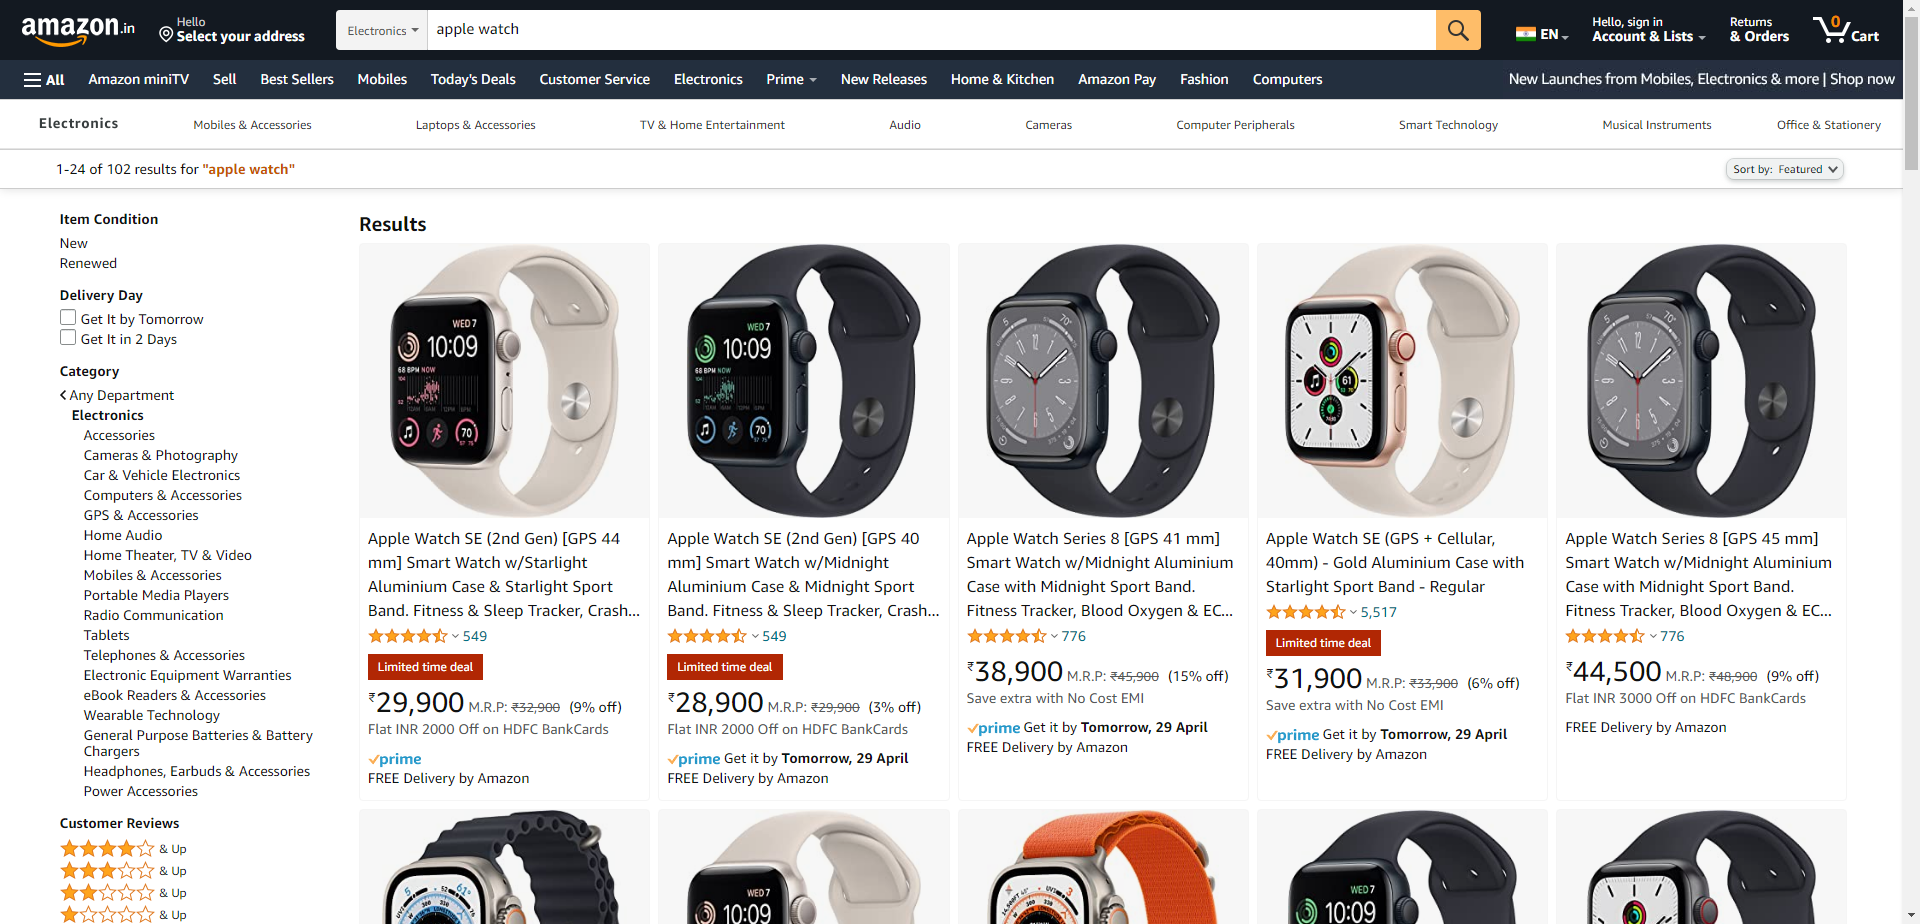 amazon.in
Hello
Select your address
Electronics
apple watch
EN
Hello, sign in
Account & Lists
Returns
& Orders
0
Cart
All
Amazon miniTV
Sell
Best Sellers
Mobiles
Today's Deals
Customer Service
Electronics
Prime
New Releases
Home & Kitchen
Amazon Pay
Fashion
Computers
New Launches from Mobiles, Electronics & more | Shop now
Electronics
Mobiles & Accessories
Laptops & Accessories
TV & Home Entertainment
Audio
Cameras
Computer Peripherals
Smart Technology
Musical Instruments
Office & Stationery
1-24 of 102 results for "apple watch"
Sort by: Featured
Item Condition
New
Renewed
Delivery Day
Get It by Tomorrow
Get It in 2 Days
Category
Any Department
Electronics
Accessories
Cameras & Photography
Car & Vehicle Electronics
Computers & Accessories
GPS & Accessories
Home Audio
Home Theater, TV & Video
Mobiles & Accessories
Portable Media Players
Radio Communication
Tablets
Telephones & Accessories
Electronic Equipment Warranties
eBook Readers & Accessories
Wearable Technology
General Purpose Batteries & Battery
Chargers
Headphones, Earbuds & Accessories
Power Accessories
Customer Reviews
& Up
& Up
& Up
& Up
Results
WED 7
10:09
68 BPM NOW
70
Apple Watch SE (2nd Gen) [GPS 44
mm] Smart Watch w/Starlight
Aluminium Case & Starlight Sport
Band. Fitness & Sleep Tracker, Crash...
549
Limited time deal
₹29,900 M.R.P: ₹32,900 (9% off)
Flat INR 2000 Off on HDFC BankCards
prime
FREE Delivery by Amazon
WED 7
10:09
68 BPM NOW
70
Apple Watch SE (2nd Gen) [GPS 40
mm] Smart Watch w/Midnight
Aluminium Case & Midnight Sport
Band. Fitness & Sleep Tracker, Crash...
549
Limited time deal
₹28,900 M.R.P: ₹29,900 (3% off)
Flat INR 2000 Off on HDFC BankCards
prime Get it by Tomorrow, 29 April
FREE Delivery by Amazon
5
70°
Apple Watch Series 8 [GPS 41 mm]
Smart Watch w/Midnight Aluminium
Case with Midnight Sport Band.
Fitness Tracker, Blood Oxygen & EC...
776
₹38,900 M.R.P: ₹45,900 (15% off)
Save extra with No Cost EMI
prime Get it by Tomorrow, 29 April
FREE Delivery by Amazon
61
Apple Watch SE (GPS + Cellular,
40mm) - Gold Aluminium Case with
Starlight Sport Band - Regular
5,517
Limited time deal
₹31,900 M.R.P: ₹33,900 (6% off)
Save extra with No Cost EMI
prime Get it by Tomorrow, 29 April
FREE Delivery by Amazon
5
70°
Apple Watch Series 8 [GPS 45 mm]
Smart Watch w/Midnight Aluminium
Case with Midnight Sport Band.
Fitness Tracker, Blood Oxygen & EC...
776
₹44,500 M.R.P: ₹48,900 (9% off)
Flat INR 3000 Off on HDFC BankCards
FREE Delivery by Amazon
5
52
61°
WED 7
10:09
UVI
3
WED 7
10:09